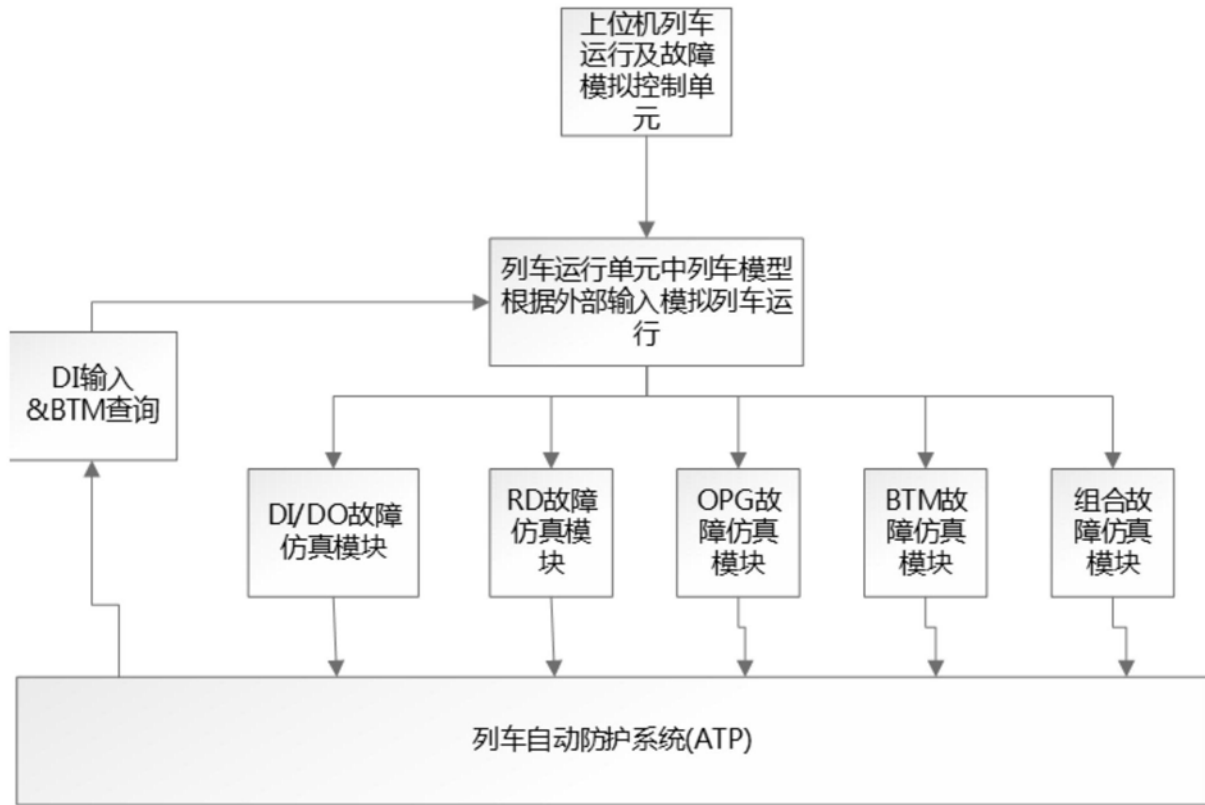 上位机列车
运行及故障
模拟控制单
元
列车运行单元中列车模型
根据外部输入模拟列车运
行
DI输入
&BTM查询
DI/DO故障
仿真模块
RD故障
仿真模
块
OPG故
障仿真
模块
BTM故
障仿真
模块
组合故
障仿真
模块
列车自动防护系统(ATP)